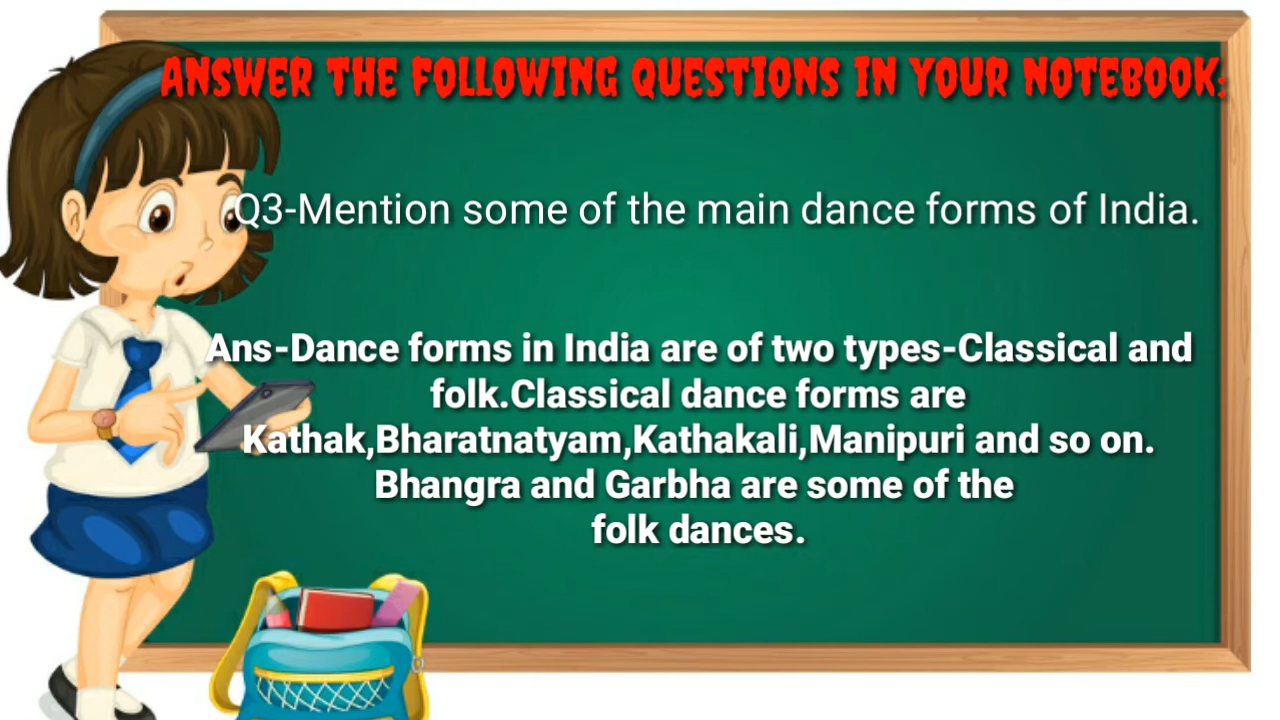 ANSWER THE FOLLOWING QUESTIONS IN YOUR NOTEBOOK:
Q3-Mention some of the main dance forms of India.
Ans-Dance forms in India are of two types-Classical and
folk.Classical dance forms are
Kathak,Bharatnatyam,Kathakali,Manipuri and so on.
Bhangra and Garbha are some of the
folk dances.